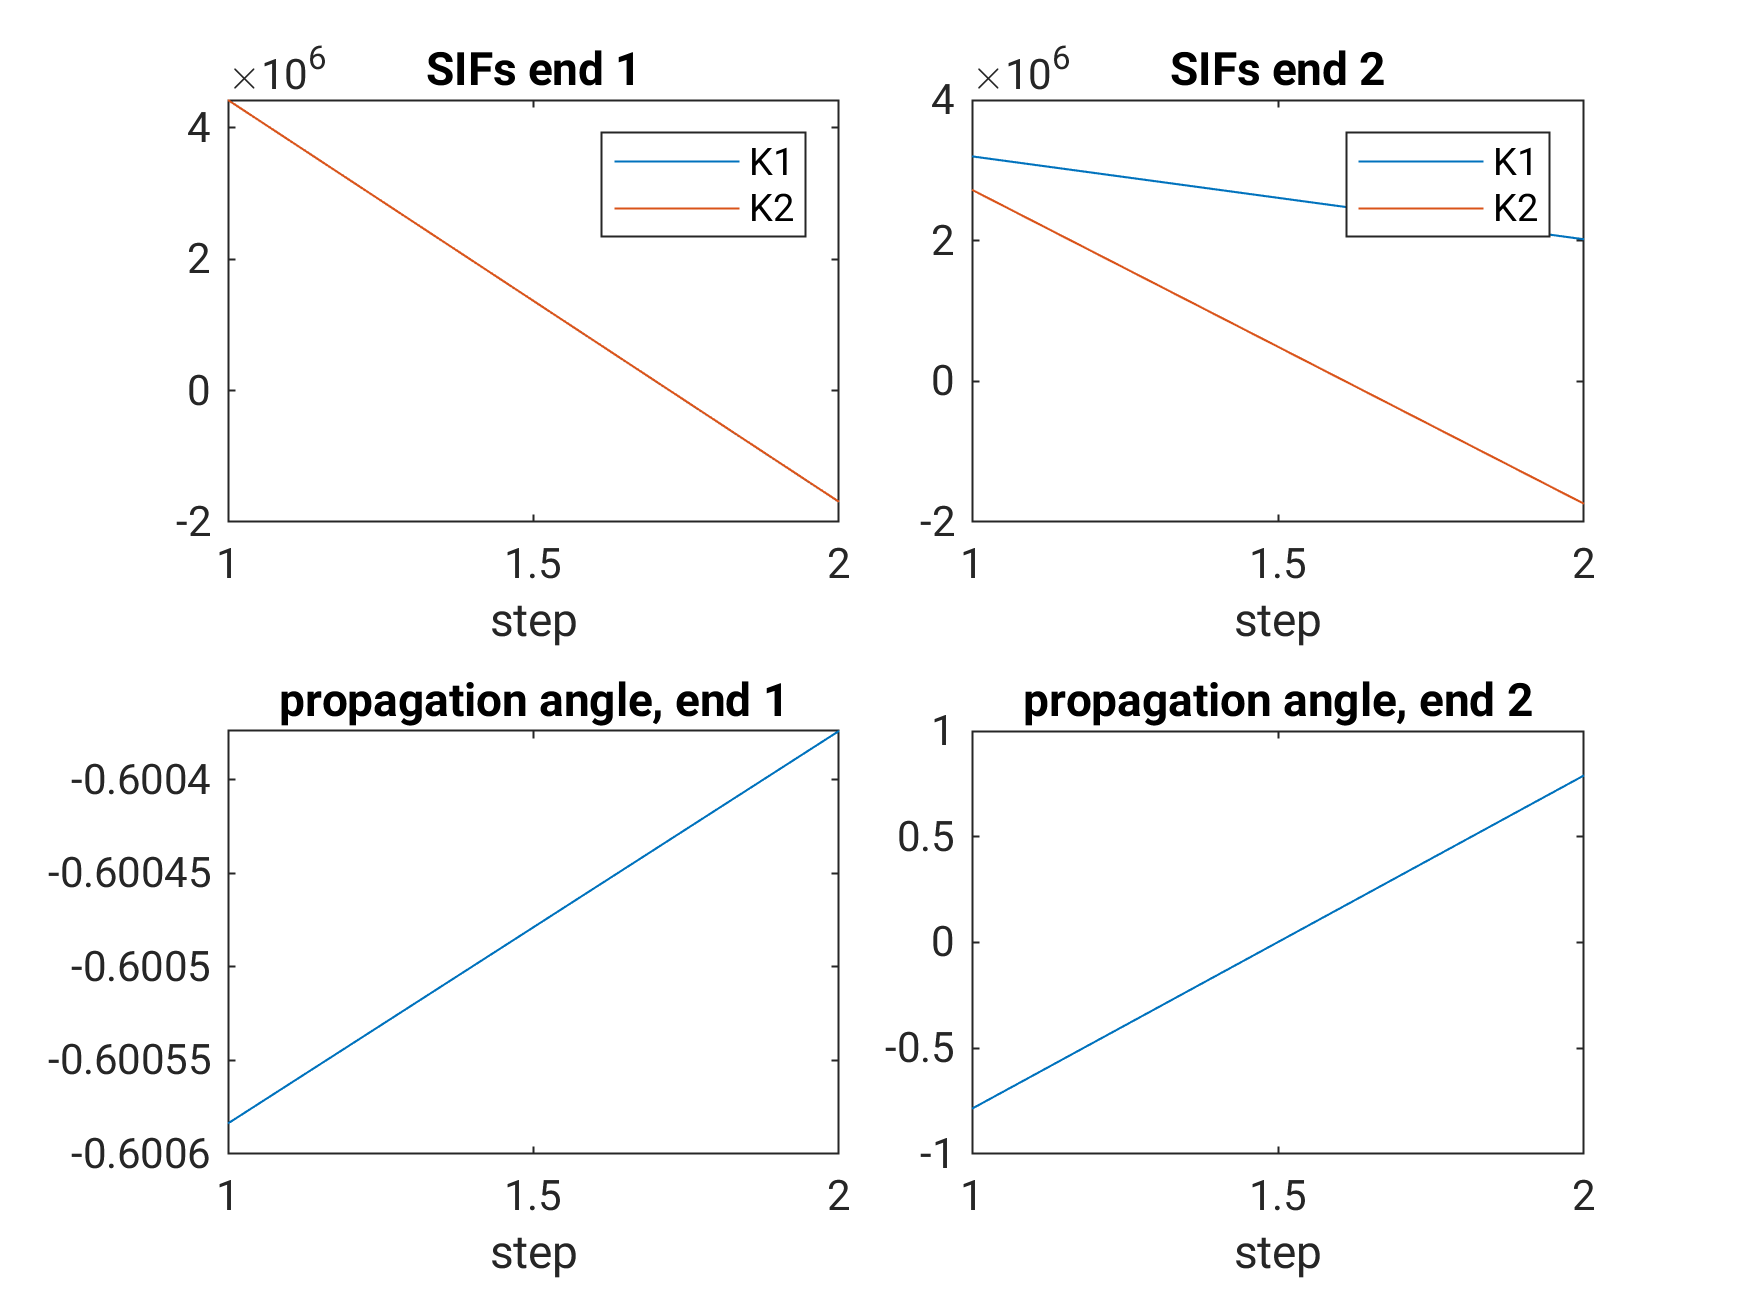 SIFs end 1
×10^6
4
2
0
-2
1
1.5
2
step
K1
K2
SIFs end 2
×10^6
4
2
0
-2
1
1.5
2
step
K1
K2
propagation angle, end 1
-0.6004
-0.60045
-0.6005
-0.60055
-0.6006
1
1.5
2
step
propagation angle, end 2
1
0.5
0
-0.5
-1
1
1.5
2
step